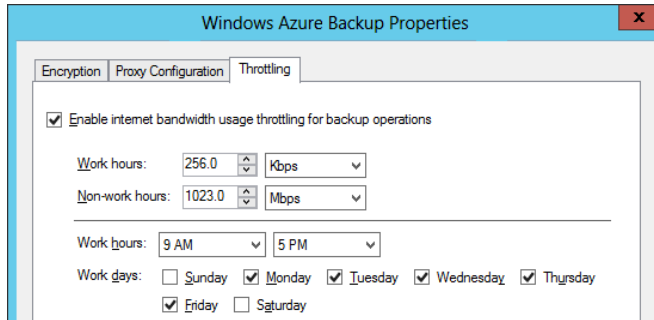 Windows Azure Backup Properties
x
Encryption Proxy Configuration Throttling
Enable internet bandwidth usage throttling for backup operations
Work hours: 256.0 Kbps
Non-work hours: 1023.0 Mbps
Work hours: 9 AM 5 PM
Work days: Sunday Monday Tuesday Wednesday Thursday
Friday Saturday